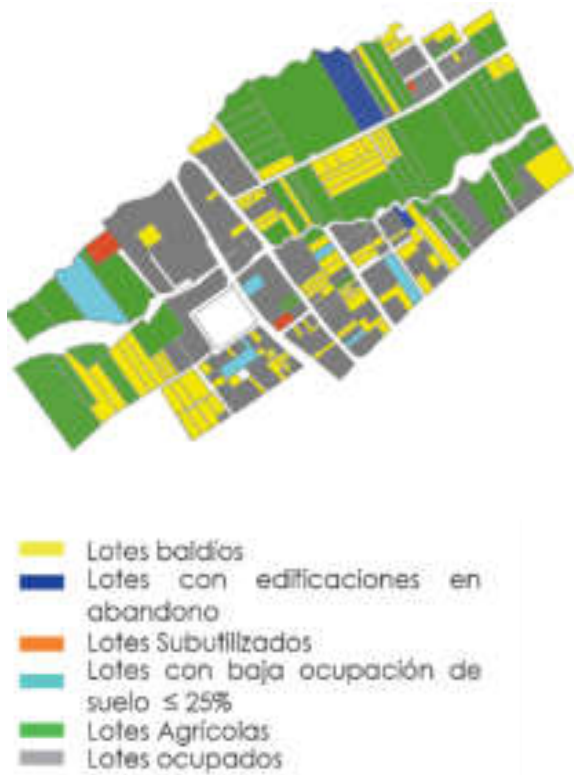 Lotes baldíos
Lotes con edificaciones en
abandono
Lotes Subutilizados
Lotes con baja ocupación de
suelo ≤ 25%
Lotes Agrícolas
Lotes ocupados